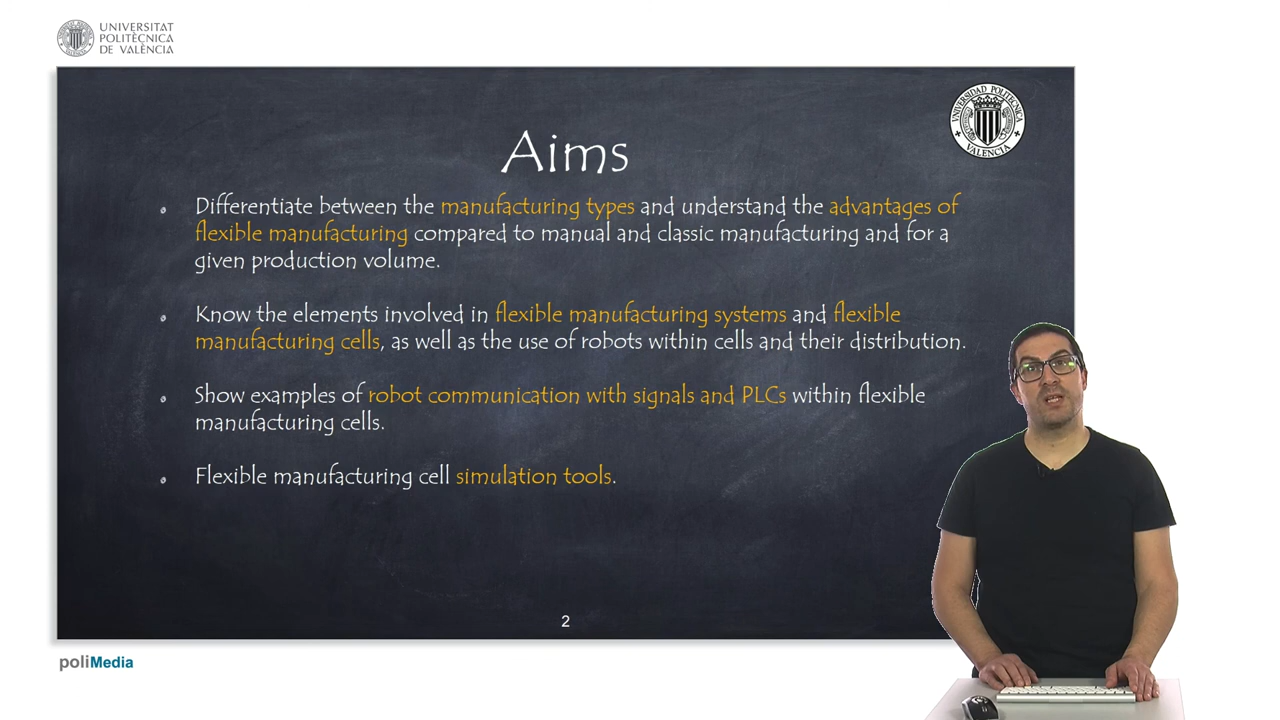 UNIVERSITAT
POLITÈCNICA
DE VALÈNCIA
UNIVERSIDAD POLITECNICA
VALENCIA
Aims
Differentiate between the manufacturing types and understand the advantages of
flexible manufacturing compared to manual and classic manufacturing and for a
given production volume.
Know the elements involved in flexible manufacturing systems and flexible
manufacturing cells, as well as the use of robots within cells and their distribution.
Show examples of robot communication with signals and PLCs within flexible
manufacturing cells.
Flexible manufacturing cell simulation tools.
2
poliMedia